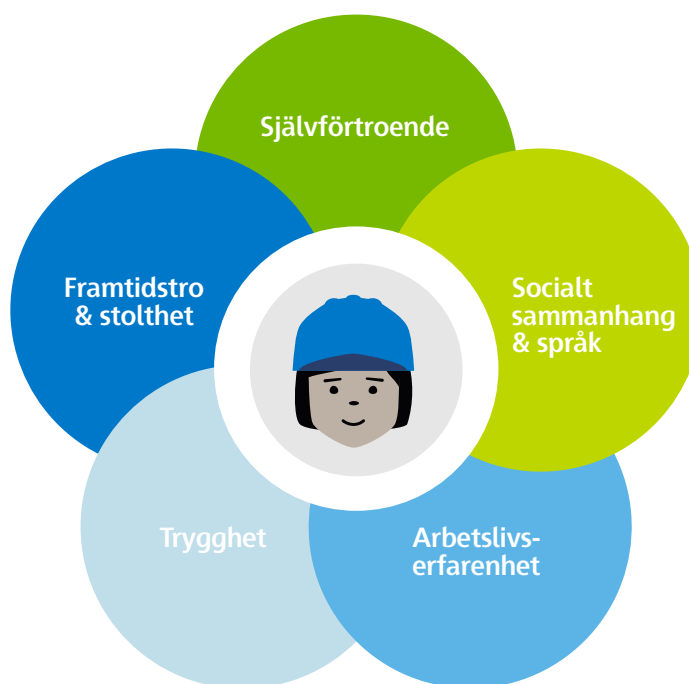 Självförtroende
Socialt
sammanhang
& språk
Arbetslivs-
erfarenhet
Trygghet
Framtidstro
& stolthet